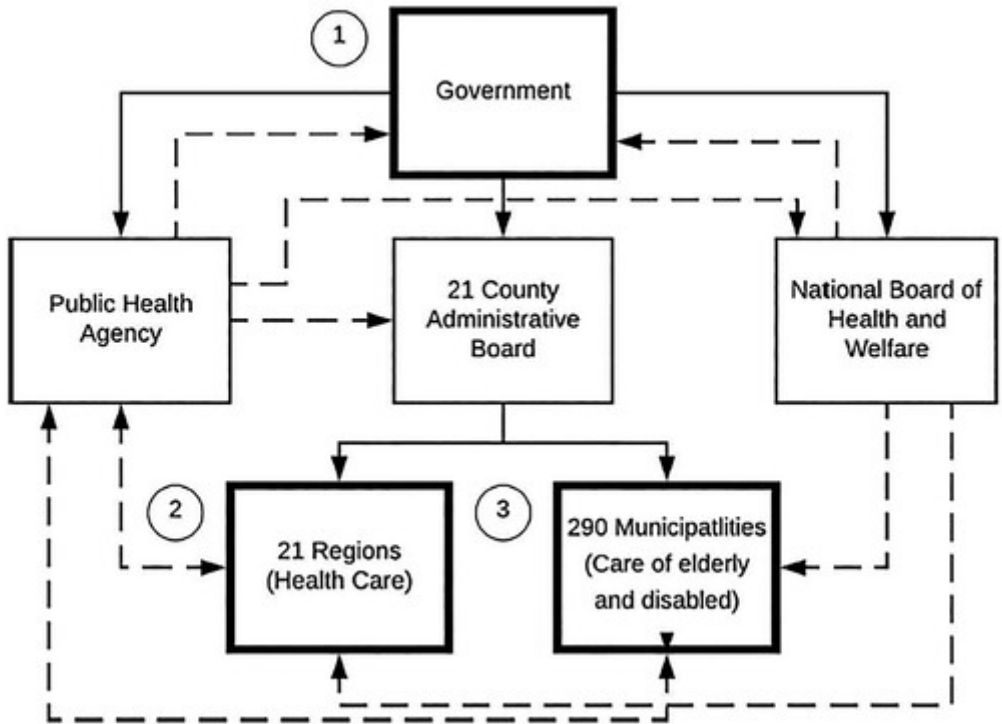 1
Government
Public Health
Agency
21 County
Administrative
Board
National Board of
Health and
Welfare
2
21 Regions
(Health Care)
3
290 Municipatlities
(Care of elderly
and disabled)